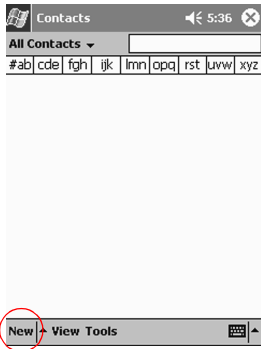 Contacts 5:36
All Contacts
#ab cde fgh ijk lmn opq rst uvw xyz
New View Tools